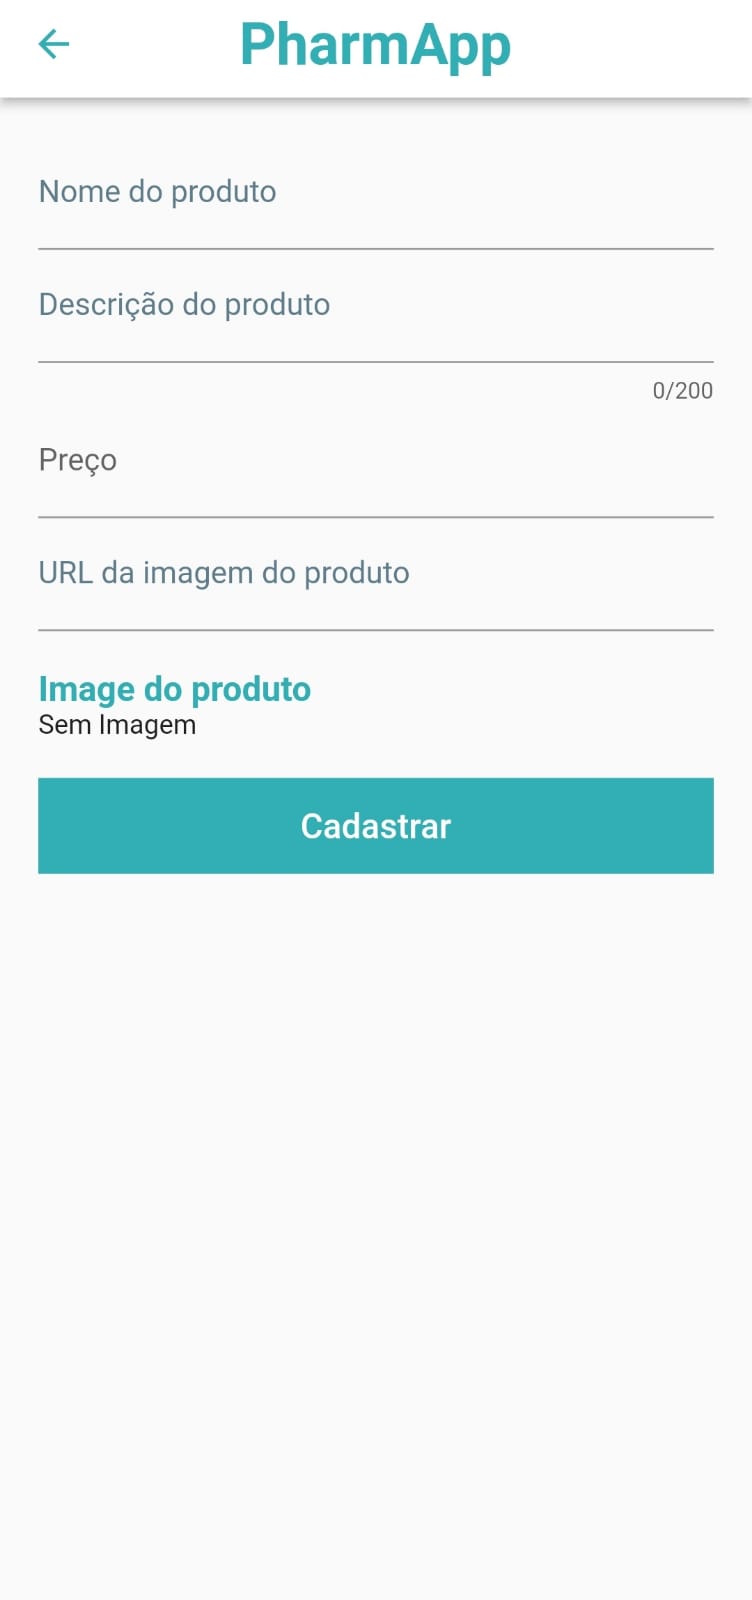 PharmApp
Nome do produto
Descrição do produto
0/200
Preço
URL da imagem do produto
Image do produto
Sem Imagem
Cadastrar